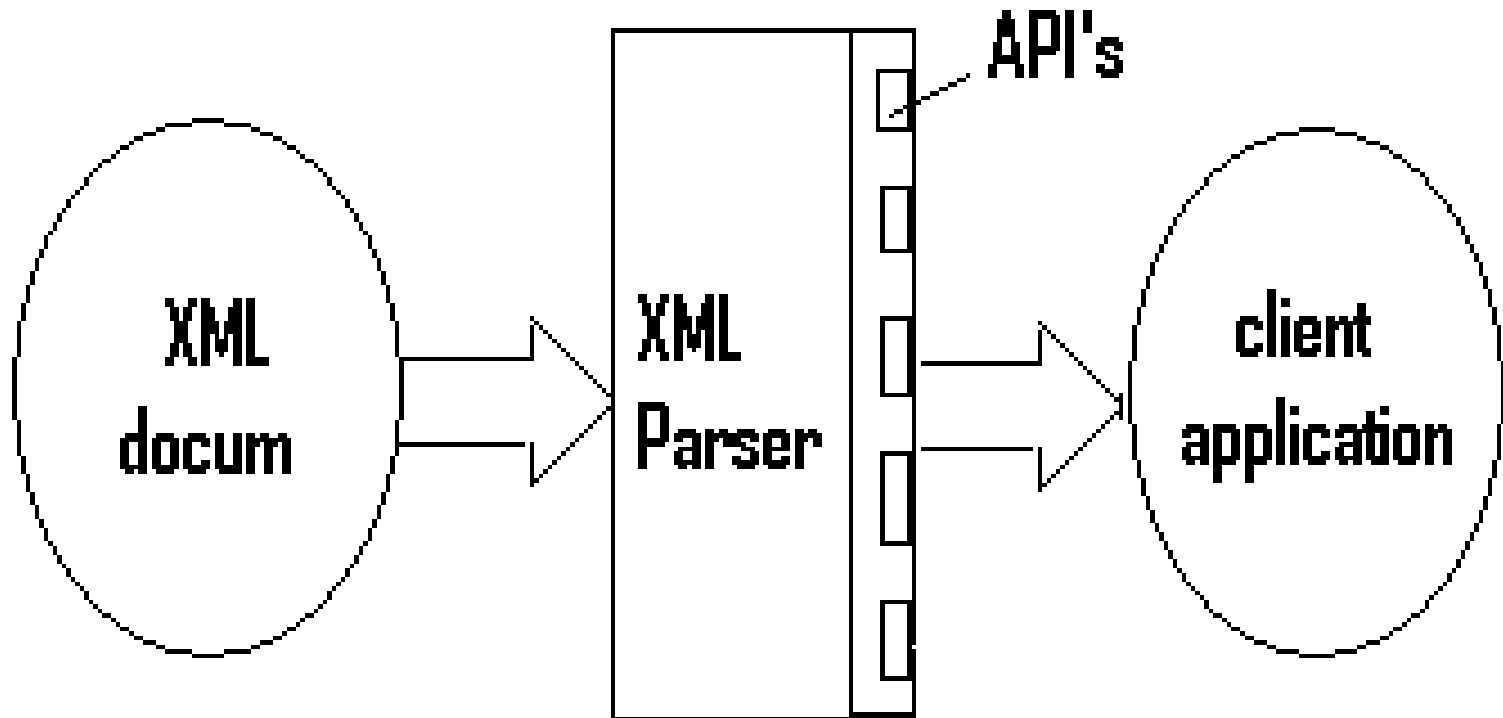 API's
XML
docum
XML
Parser
client
application